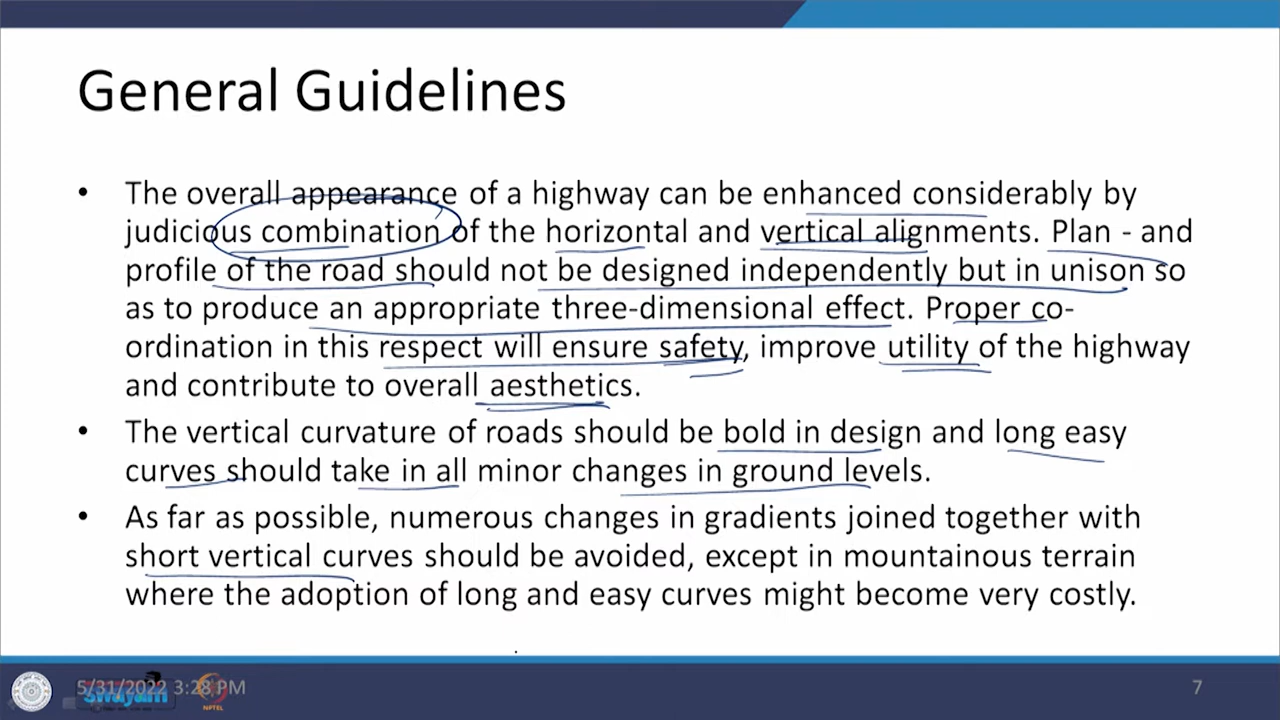 General Guidelines
• The overall appearance of a highway can be enhanced considerably by
judicious combination of the horizontal and vertical alignments. Plan - and
profile of the road should not be designed independently but in unison so
as to produce an appropriate three-dimensional effect. Proper co-
ordination in this respect will ensure safety, improve utility of the highway
and contribute to overall aesthetics.
• The vertical curvature of roads should be bold in design and long easy
curves should take in all minor changes in ground levels.
• As far as possible, numerous changes in gradients joined together with
short vertical curves should be avoided, except in mountainous terrain
where the adoption of long and easy curves might become very costly.
5/31/2022 3:28 PM
swayam
NPTEL
7